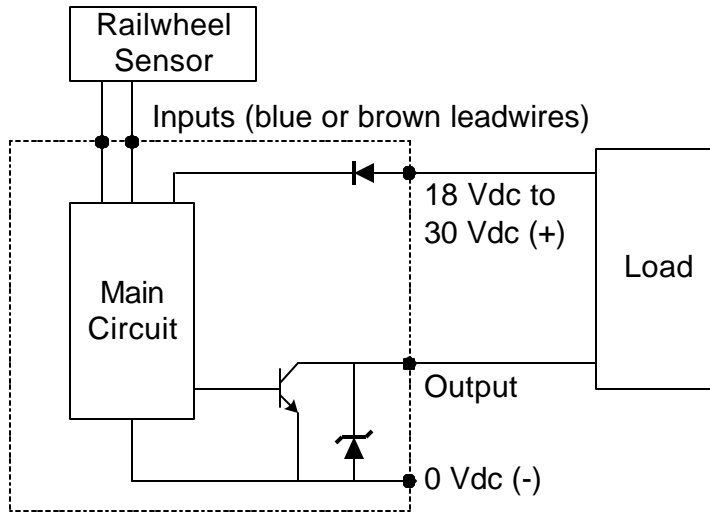 Railwheel
Sensor
Inputs (blue or brown leadwires)
18 Vdc to
30 Vdc (+)
Load
Main
Circuit
Output
0 Vdc (-)